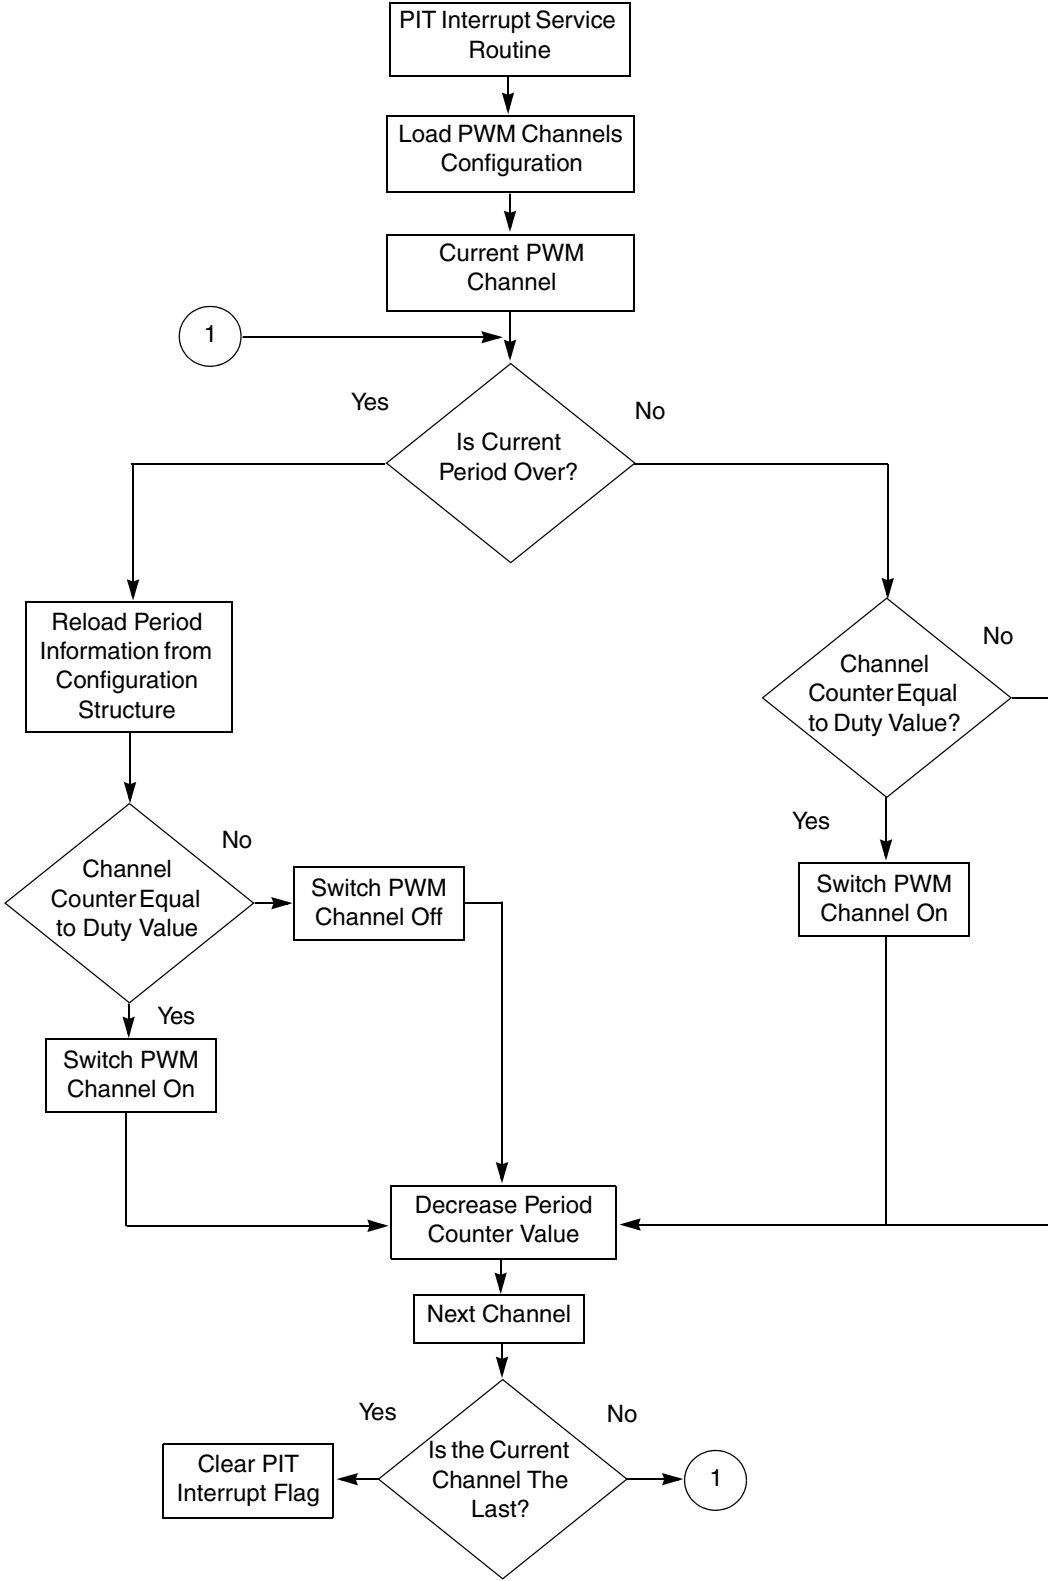 PIT Interrupt Service
Routine
Load PWM Channels
Configuration
Current PWM
Channel
1
Yes
No
Is Current
Period Over?
Reload Period
Information from
Configuration
Structure
No
Channel
Counter Equal
to Duty Value?
Yes
No
Channel
Counter Equal
to Duty Value
Switch PWM
Channel Off
Switch PWM
Channel On
Yes
Switch PWM
Channel On
Decrease Period
Counter Value
Next Channel
Yes
No
Is the Current
Channel The
Last?
Clear PIT
Interrupt Flag
1